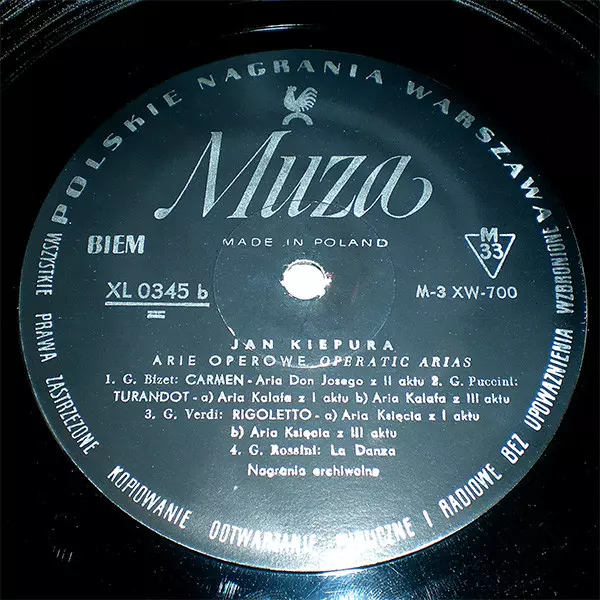 POLSKIE NAGRANIA WARSZAWA
Muza
MADE IN POLAND
BIEM
M
33
XL 0345 b
M-3 XW-700
JAN KIEPURA
ARIE OPEROWE OPERATIC ARIAS
1. G. Bizet: CARMEN - Aria Don Josego z II aktu 2. G. Puccini:
TURANDOT - a) Aria Kalafa z I aktu b) Aria Kalafa z III aktu
3. G. Verdi: RIGOLETTO - a) Aria Księcia z I aktu
b) Aria Księcia z III aktu
4. G. Rossini: La Danza
Nagrania archiwalne
WSZYSTKIE PRAWA ZASTRZEŻONE KOPIOWANIE ODTWARZANIE PUBLICZNE I RADIOWE BEZ UPOWAŻNIENIA WZBRONIONE